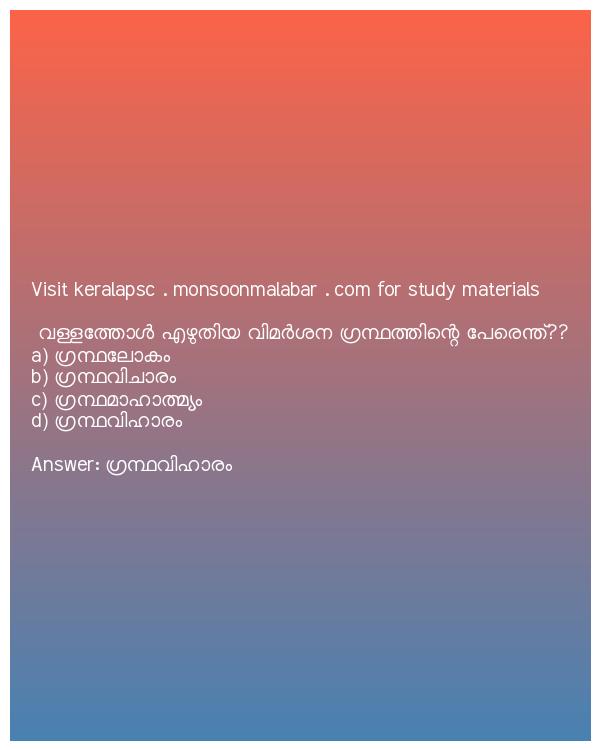 Visit keralapsc . monsoonmalabar . com for study materials
വള്ളത്തോൾ എഴുതിയ വിമർശന ഗ്രന്ഥത്തിന്റെ പേരെന്ത്??
a) ഗ്രന്ഥലോകം
b) ഗ്രന്ഥവിചാരം
c) ഗ്രന്ഥമാഹാത്മ്യം
d) ഗ്രന്ഥവിഹാരം
Answer: ഗ്രന്ഥവിഹാരം